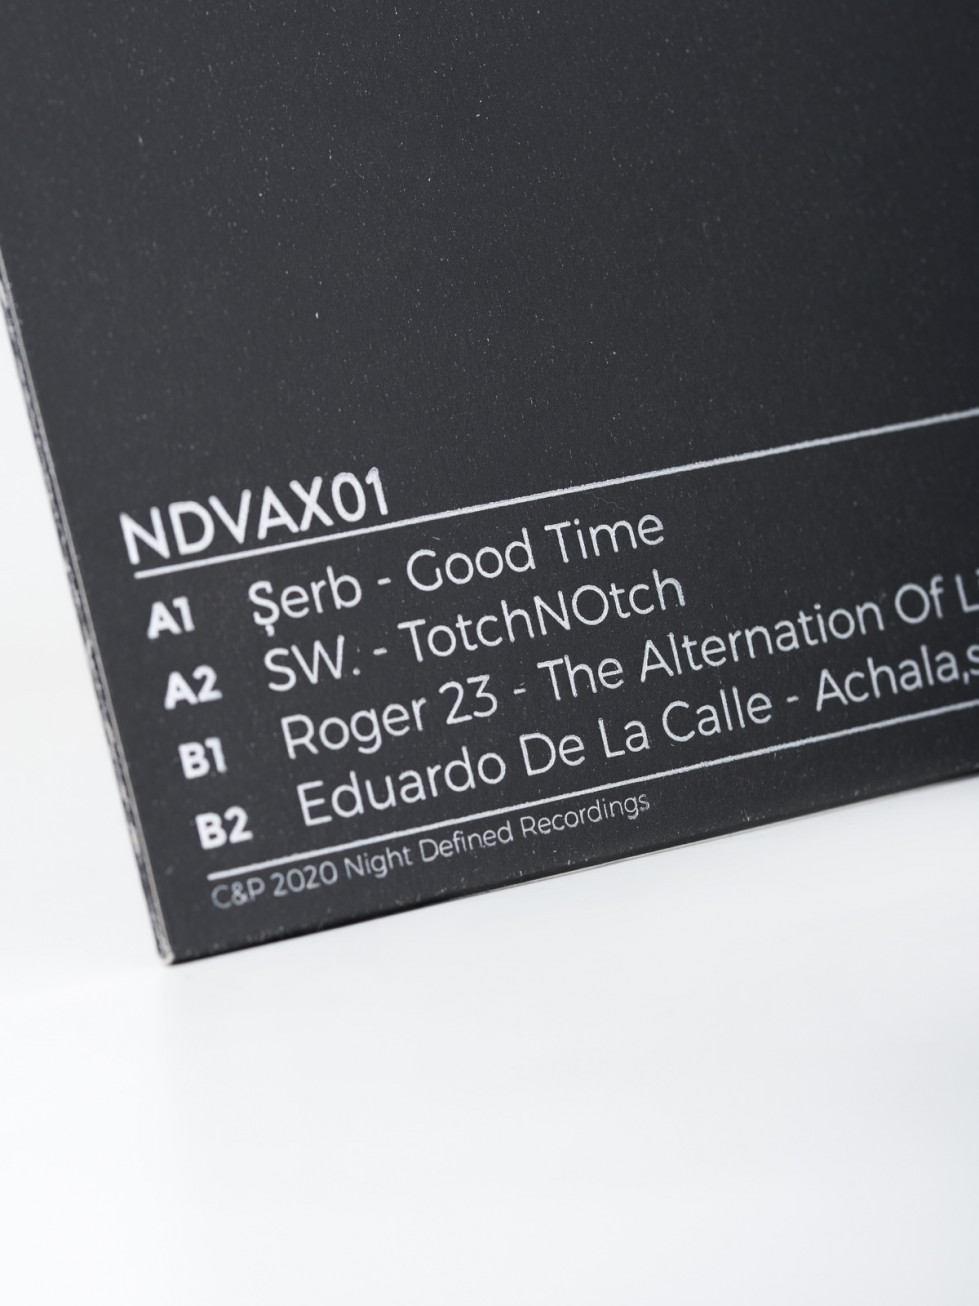 NDVAX01
A1 Şerb - Good Time
A2 SW. - TotchNOtch
B1 Roger 23 - The Alternation Of
B2 Eduardo De La Calle - Achala,
C&P 2020 Night Defined Recordings